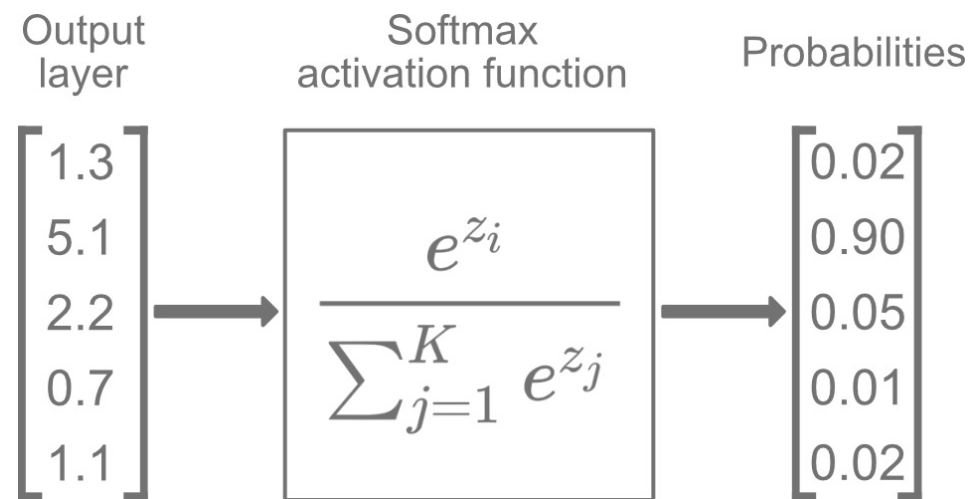 Output
layer
Softmax
activation function
Probabilities
1.3
5.1
2.2
0.7
1.1
e^{z_i}
∑_{j=1}^{K} e^{z_j}
0.02
0.90
0.05
0.01
0.02